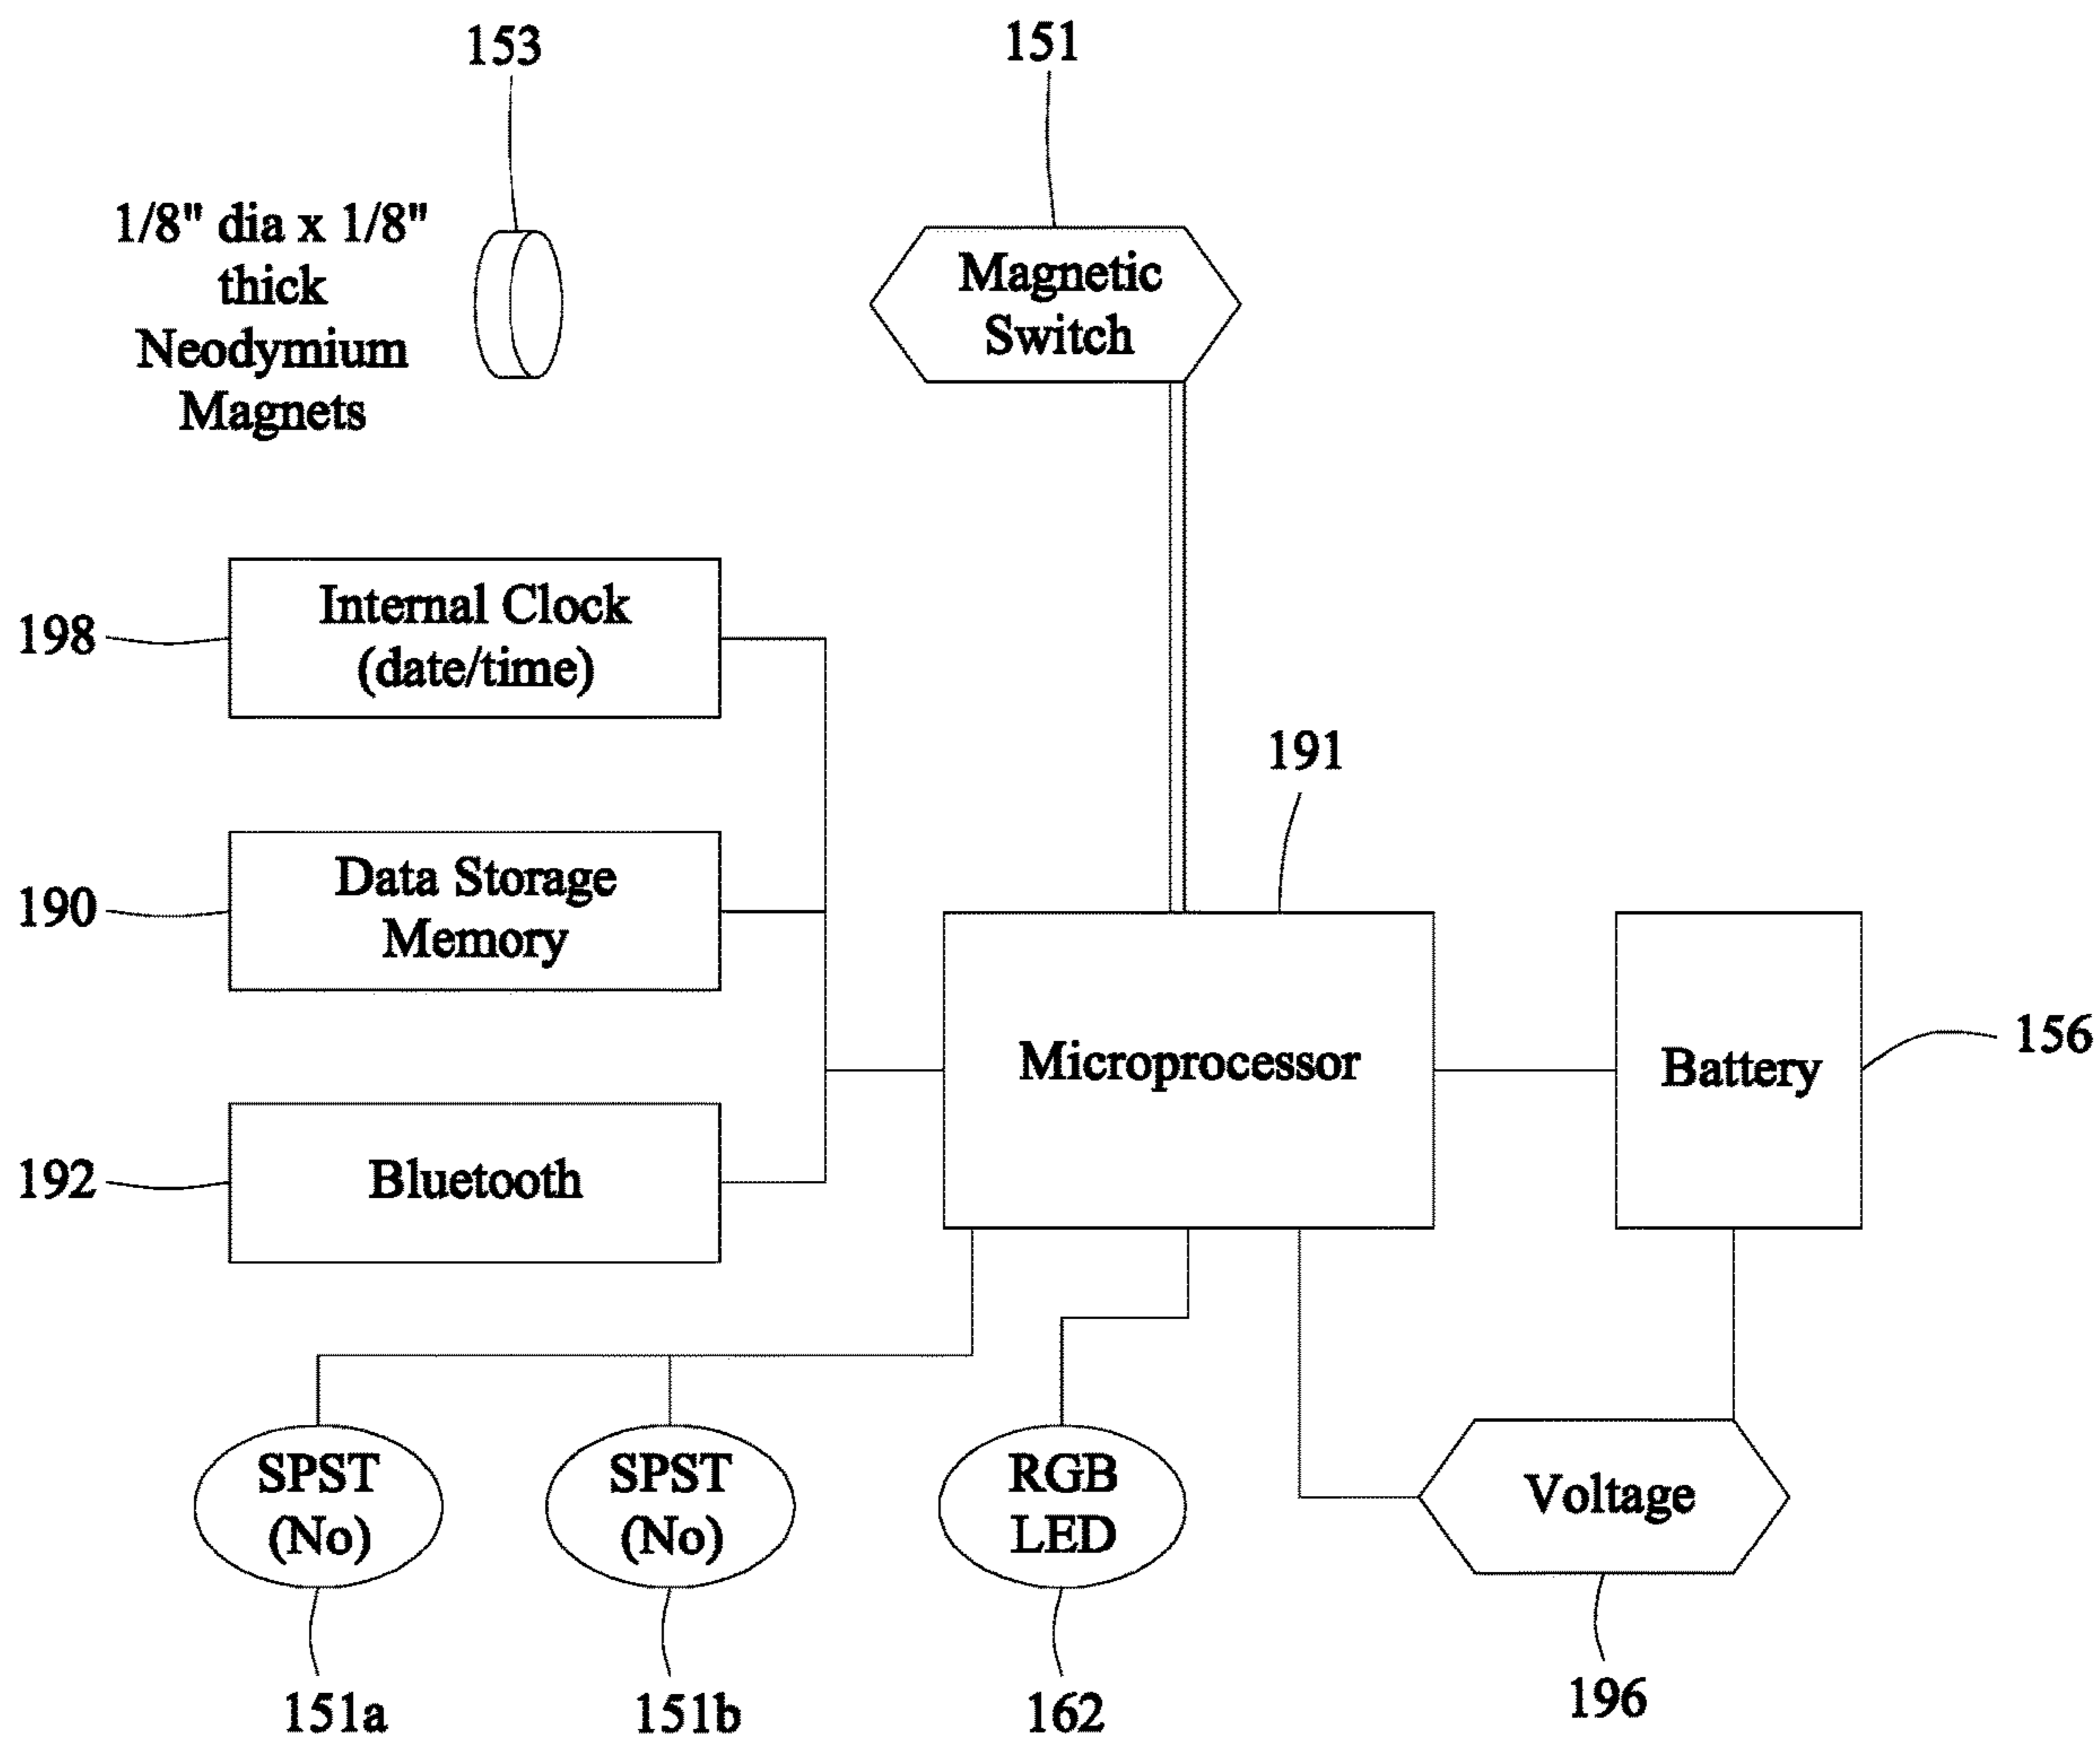 153
151
1/8" dia x 1/8"
thick
Neodymium
Magnets
Magnetic
Switch
198
Internal Clock
(date/time)
191
190
Data Storage
Memory
Microprocessor
Battery
156
192
Bluetooth
SPST
(No)
SPST
(No)
RGB
LED
Voltage
151a
151b
162
196